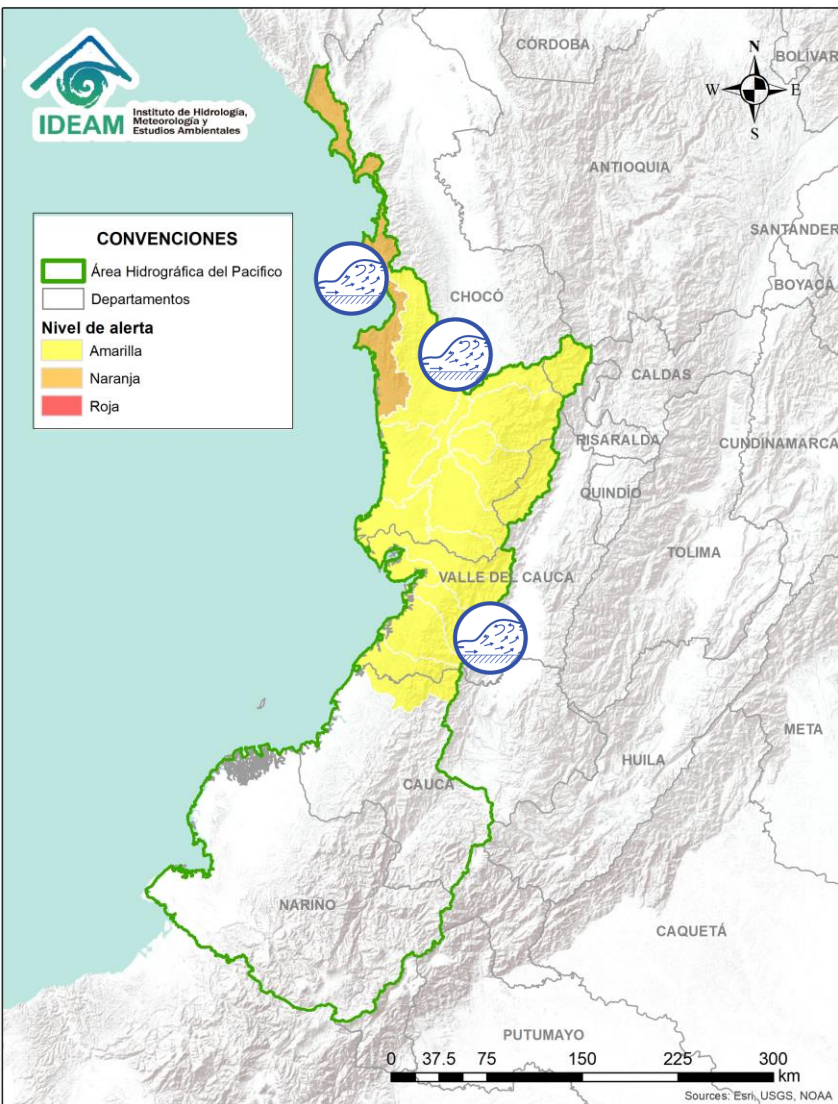 IDEAM
Instituto de Hidrología,
Meteorología y
Estudios Ambientales
N
W E
S
CONVENCIONES
Área Hidrográfica del Pacifico
Departamentos
Nivel de alerta
Amarilla
Naranja
Roja
CÓRDOBA
BOLÍVAR
ANTIOQUIA
SANTANDER
BOYACÁ
CHOCÓ
CALDAS
RISARALDA
CUNDINAMARCA
QUINDÍO
TOLIMA
VALLE DEL CAUCA
META
HUILA
CAUCA
NARIÑO
CAQUETÁ
PUTUMAYO
0 37.5 75 150 225 300
km
Sources: Esri, USGS, NOAA